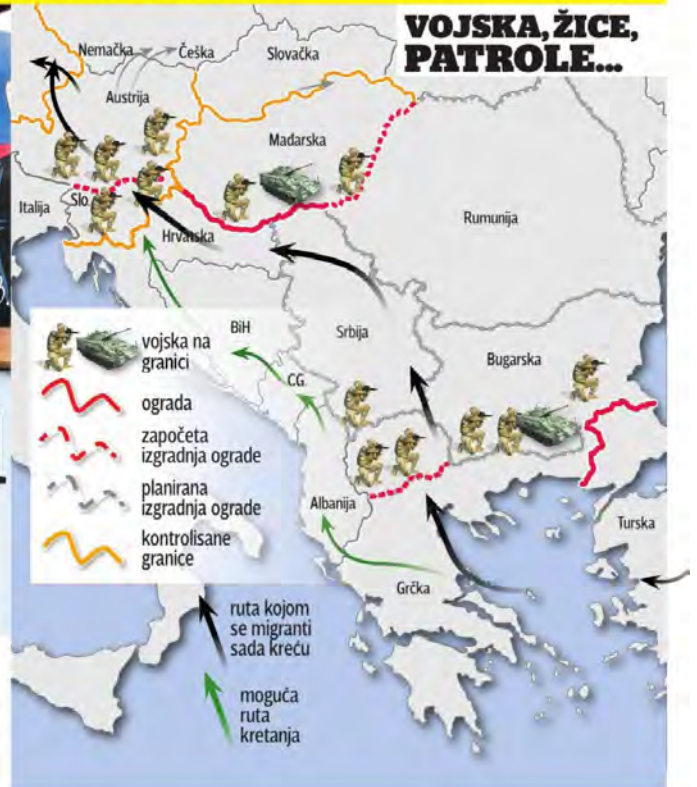 VOJSKA, ŽICE,
PATROLE...
Nemačka
Češka
Slovačka
Austrija
Mađarska
Italija
Slo.
Hrvatska
Rumunija
BiH
Srbija
CG
Bugarska
Albanija
Turska
Grčka
vojska na
granici
ograda
započeta
izgradnja ograde
planirana
izgradnja ograde
kontrolisane
granice
ruta kojom
se migranti
sada kreću
moguća
ruta
kretanja